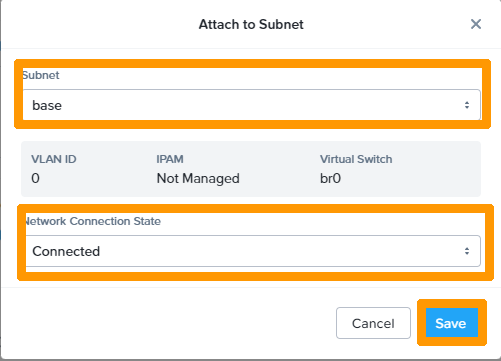 Attach to Subnet
Subnet
base
VLAN ID IPAM Virtual Switch
0 Not Managed br0
Network Connection State
Connected
Cancel Save